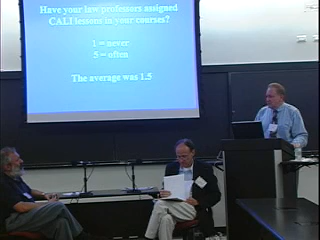 Have your law professors assigned
CALI lessons in your courses?
1 = never
5 = often
The average was 1.5